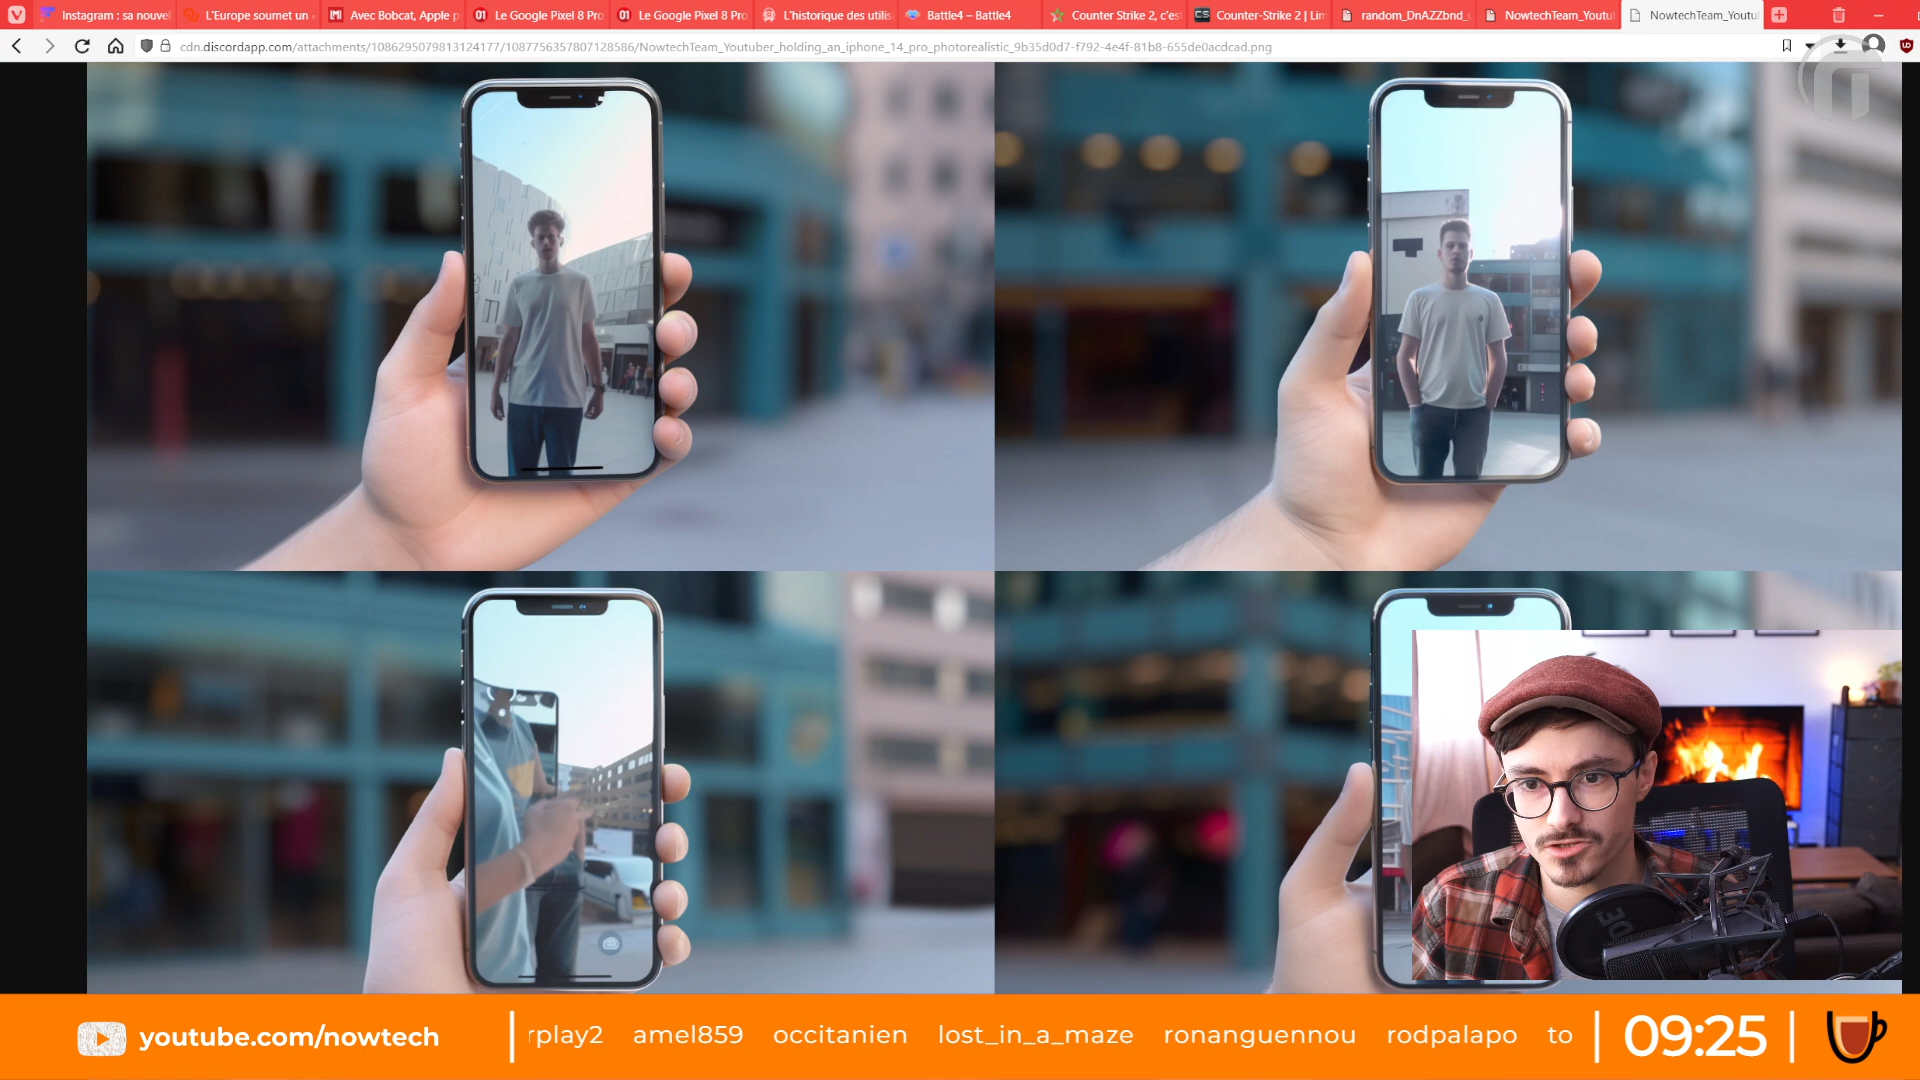 Instagram : sa nouvel
L'Europe soumet un
Avec Bobcat, Apple p
Le Google Pixel 8 Pro
Le Google Pixel 8 Pro
L'historique des utilis
Battle4 – Battle4
Counter Strike 2, c'es
Counter-Strike 2 | Lim
random_DnAZZbnd_
NowtechTeam_Youtu
NowtechTeam_Youtu
cdn.discordapp.com/attachments/1086295079813124177/1087756357807128586/NowtechTeam_Youtuber_holding_an_iphone_14_pro_photorealistic_9b35d0d7-f792-4e4f-81b8-655de0acdcad.png
youtube.com/nowtech
rplay2 amel859 occitanien lost_in_a_maze ronanguennou rodpalapo to
09:25